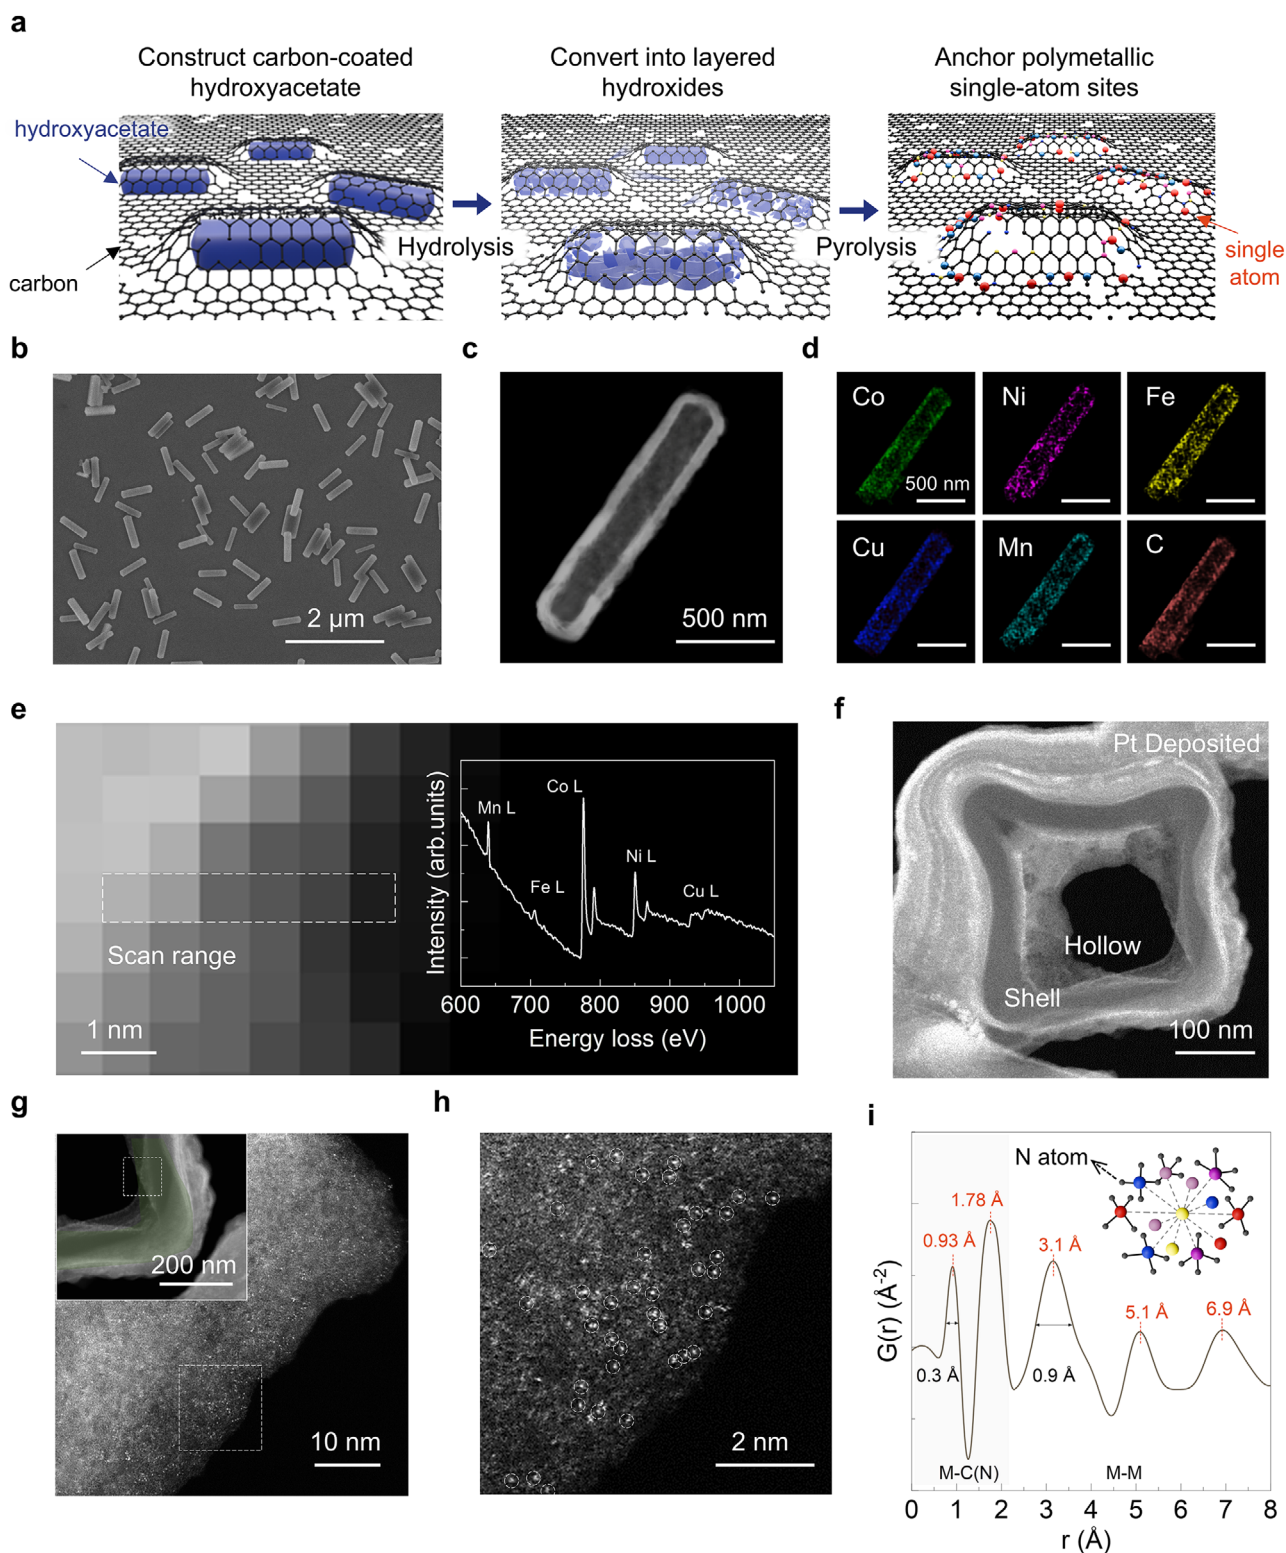 a
Construct carbon-coated
hydroxyacetate
Convert into layered
hydroxides
Anchor polymetallic
single-atom sites
hydroxyacetate
carbon
Hydrolysis
Pyrolysis
single
atom
b
2 µm
c
500 nm
d
Co
500 nm
Ni
Fe
Cu
Mn
C
e
Scan range
1 nm
Intensity (arb.units)
Mn L
Fe L
Co L
Ni L
Cu L
600 700 800 900 1000
Energy loss (eV)
f
Pt Deposited
Hollow
Shell
100 nm
g
200 nm
10 nm
h
2 nm
i
N atom
1.78 Å
0.93 Å
3.1 Å
5.1 Å
6.9 Å
0.3 Å
0.9 Å
G(r) (Å⁻²)
M-C(N)
M-M
0 1 2 3 4 5 6 7 8
r (Å)